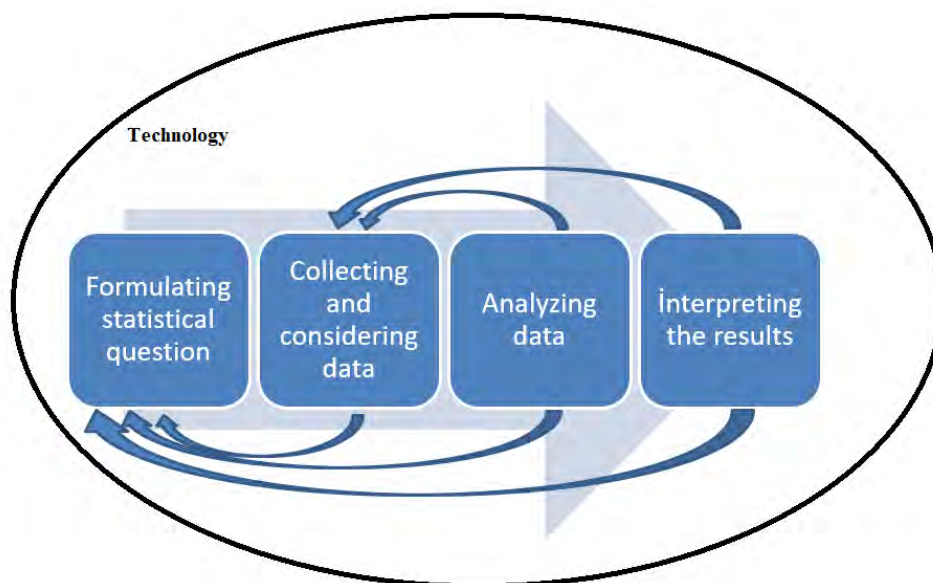 Technology
Formulating
statistical
question
Collecting
and
considering
data
Analyzing
data
İnterpreting
the results